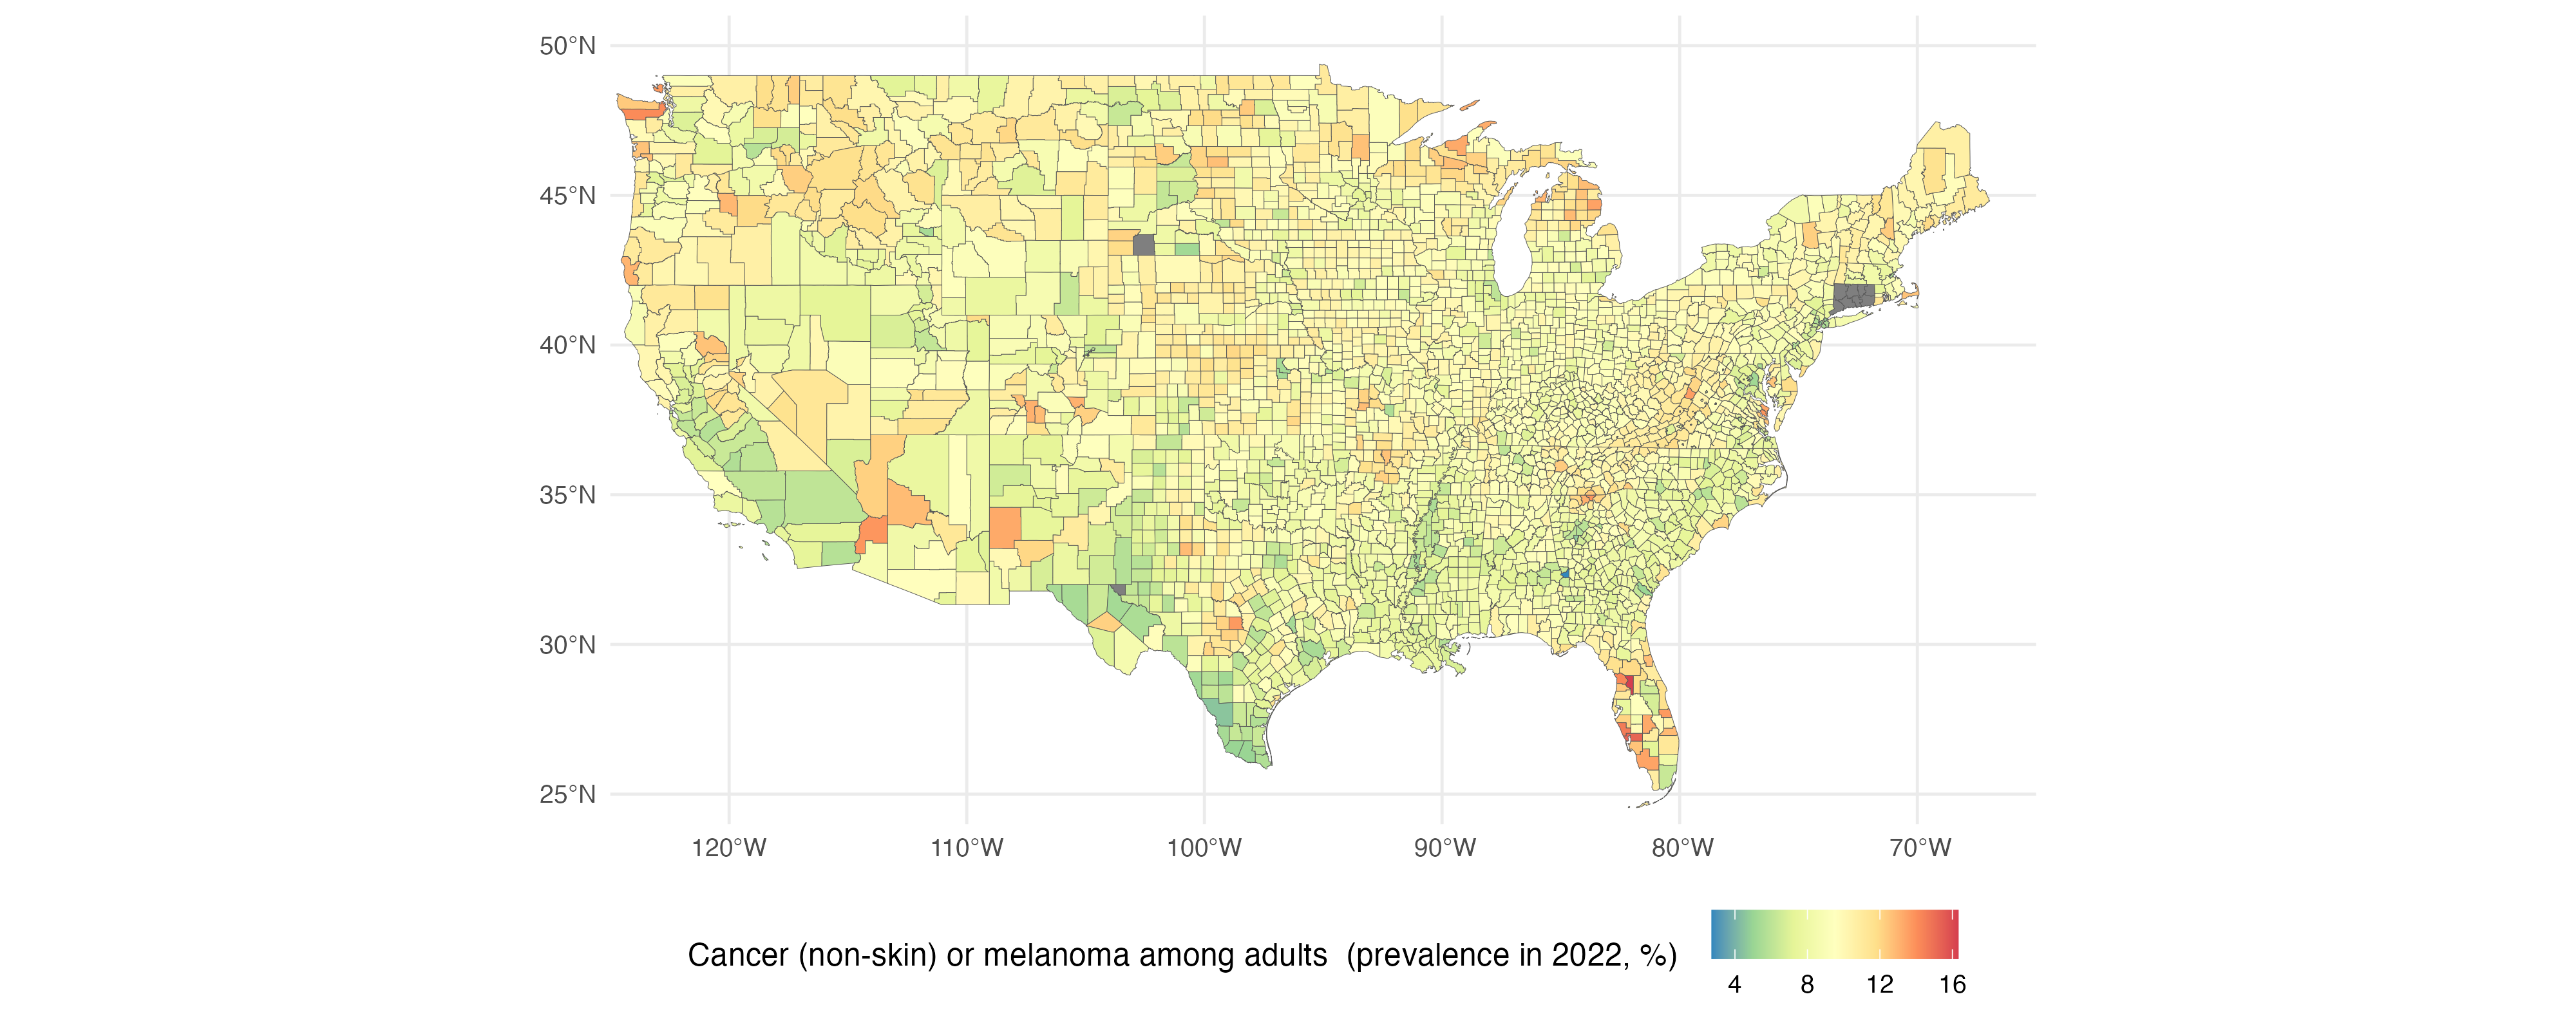 50°N
45°N
40°N
35°N
30°N
25°N
120°W 110°W 100°W 90°W 80°W 70°W
Cancer (non-skin) or melanoma among adults  (prevalence in 2022, %)
4 8 12 16